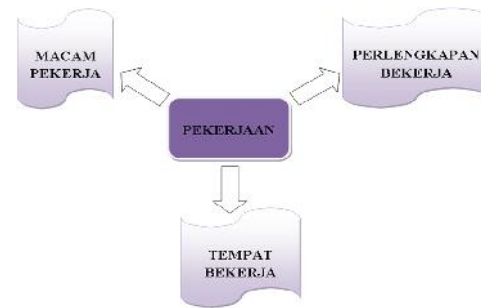 MACAM
PEKERJA
PERLENGKAPAN
BEKERJA
PEKERJAAN
TEMPAT
BEKERJA